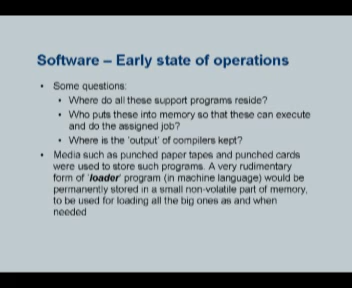 Software – Early state of operations
• Some questions:
• Where do all these support programs reside?
• Who puts these into memory so that these can execute
and do the assigned job?
• Where is the 'output' of compilers kept?
• Media such as punched paper tapes and punched cards
were used to store such programs. A very rudimentary
form of 'loader' program (in machine language) would be
permanently stored in a small non-volatile part of memory,
to be used for loading all the big ones as and when
needed